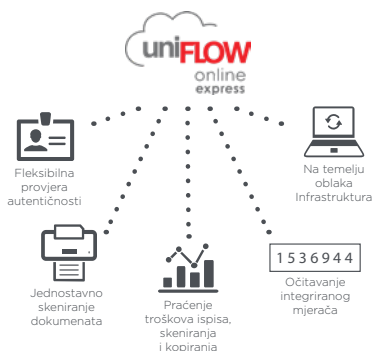 uniFLOW
online
express
Fleksibilna
provjera
autentičnosti
Na temelju
oblaka
Infrastruktura
Jednostavno
skeniranje
dokumenata
Praćenje
troškova ispisa,
skeniranja
i kopiranja
1536944
Očitavanje
integriranog
mjerača